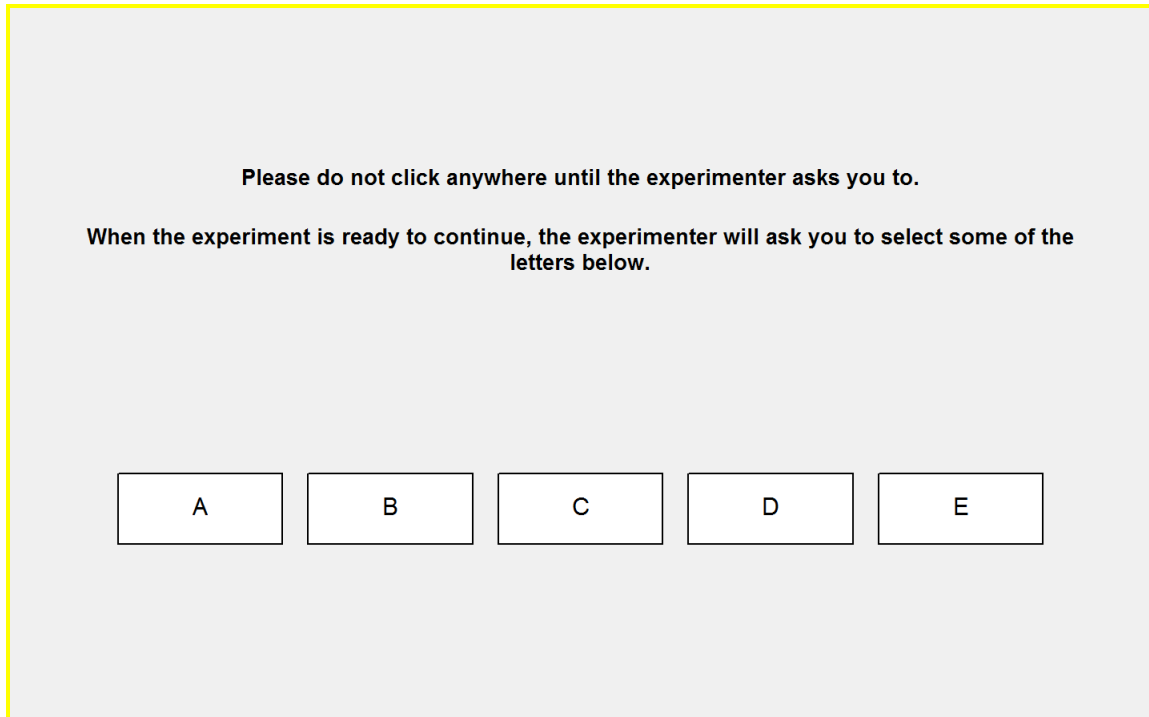 Please do not click anywhere until the experimenter asks you to.
When the experiment is ready to continue, the experimenter will ask you to select some of the
letters below.
A B C D E